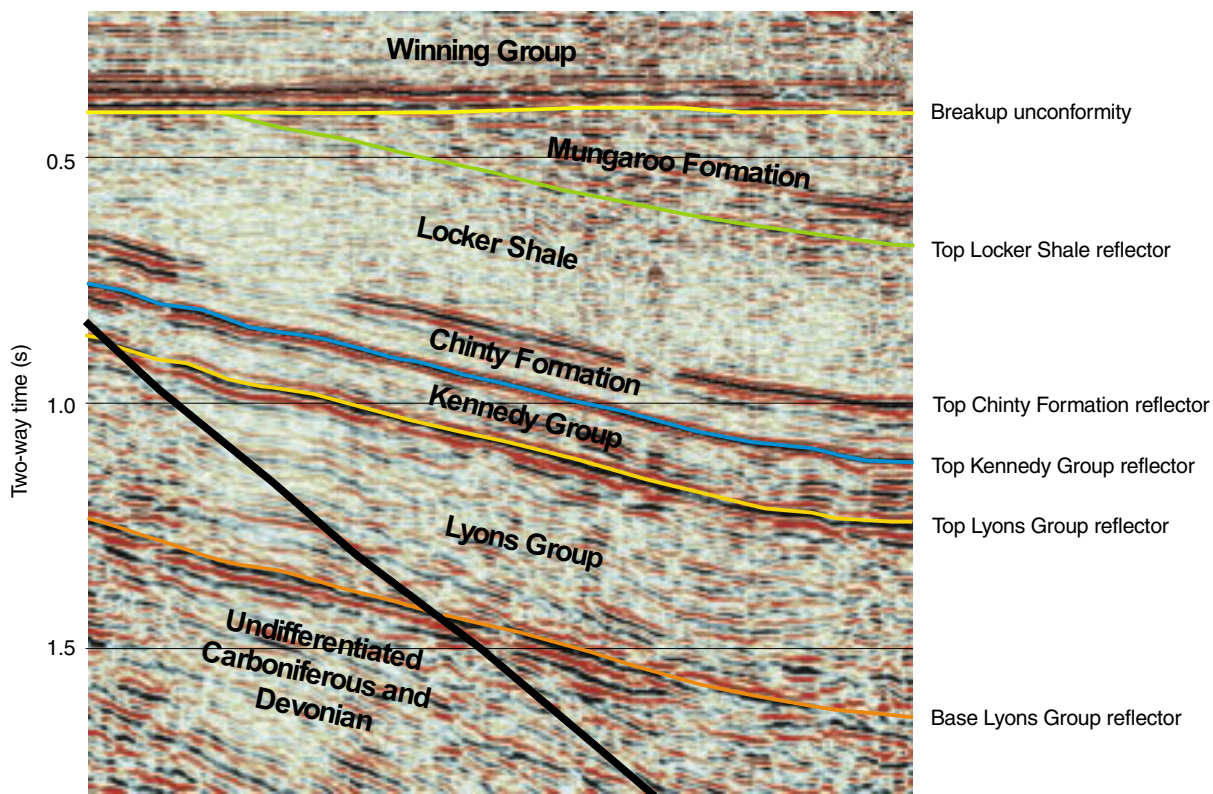 Winning Group
Breakup unconformity
Mungaroo Formation
0.5
Locker Shale
Top Locker Shale reflector
Chinty Formation
Two-way time (s)
1.0
Kennedy Group
Top Chinty Formation reflector
Top Kennedy Group reflector
Lyons Group
Top Lyons Group reflector
Undifferentiated
Carboniferous and
Devonian
1.5
Base Lyons Group reflector